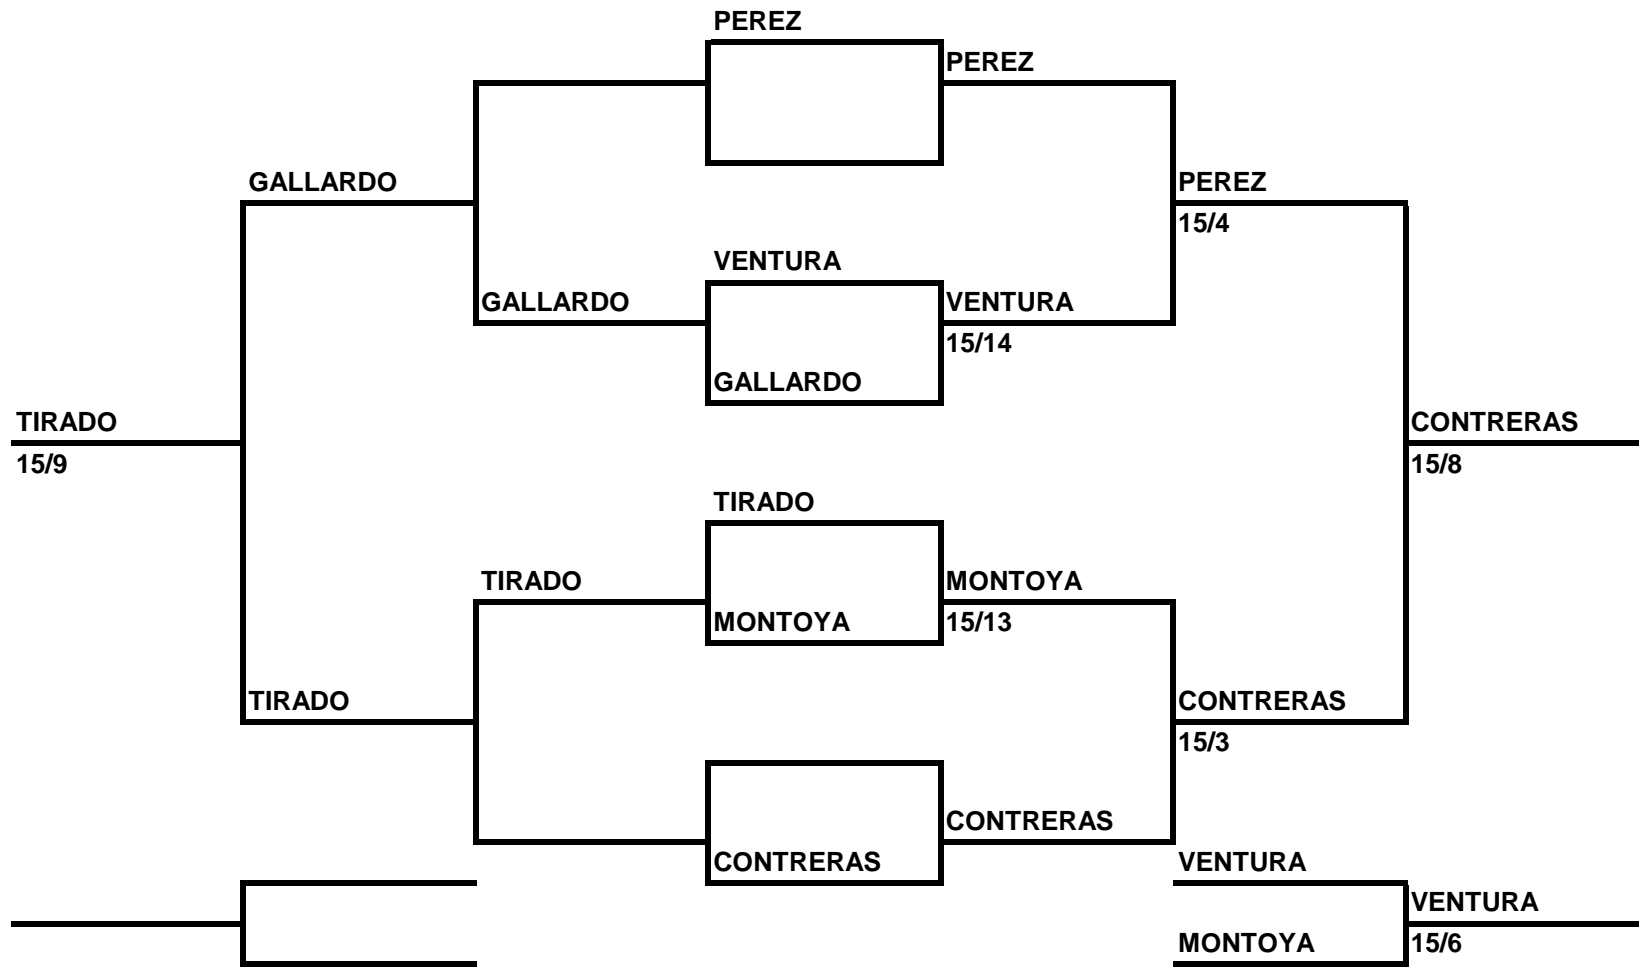 PEREZ
PEREZ
GALLARDO
PEREZ
15/4
VENTURA
GALLARDO
VENTURA
15/14
GALLARDO
TIRADO
CONTRERAS
15/9
15/8
TIRADO
TIRADO
MONTOYA
MONTOYA
15/13
TIRADO
CONTRERAS
15/3
CONTRERAS
CONTRERAS
VENTURA
VENTURA
MONTOYA
15/6